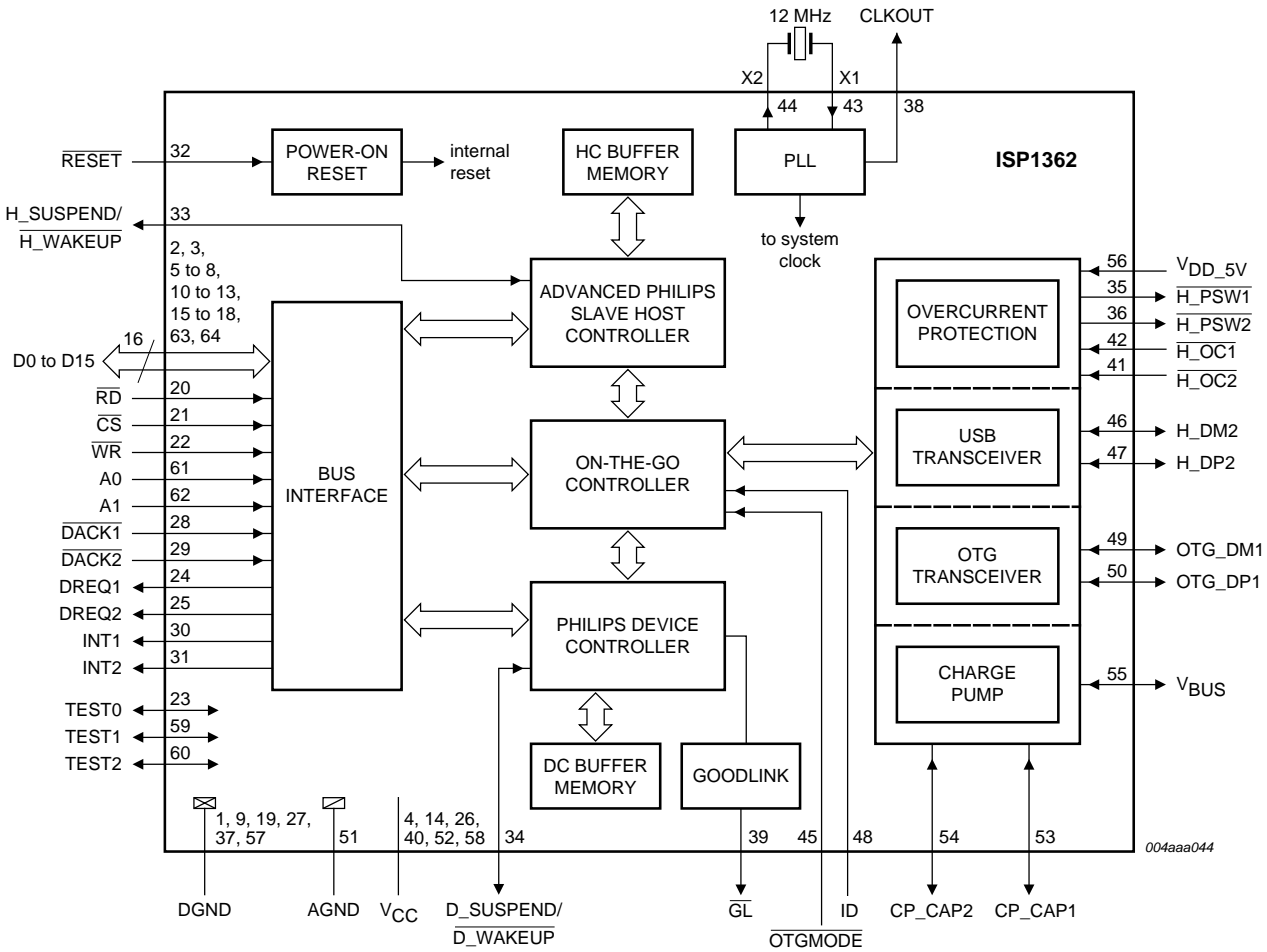 12 MHz
CLKOUT
X2
X1
44
43
38
RESET
32
POWER-ON
RESET
internal
reset
HC BUFFER
MEMORY
PLL
ISP1362
to system
clock
H_SUSPEND/
H_WAKEUP
33
2, 3,
5 to 8,
10 to 13,
15 to 18,
63, 64
16
D0 to D15
RD
20
CS
21
WR
22
A0
61
A1
62
DACK1
28
DACK2
29
DREQ1
24
DREQ2
25
INT1
30
INT2
31
TEST0
23
TEST1
59
TEST2
60
BUS
INTERFACE
ADVANCED PHILIPS
SLAVE HOST
CONTROLLER
ON-THE-GO
CONTROLLER
PHILIPS DEVICE
CONTROLLER
DC BUFFER
MEMORY
GOODLINK
OVERCURRENT
PROTECTION
USB
TRANSCEIVER
OTG
TRANSCEIVER
CHARGE
PUMP
56
VDD_5V
35
H_PSW1
36
H_PSW2
42
H_OC1
41
H_OC2
46
H_DM2
47
H_DP2
49
OTG_DM1
50
OTG_DP1
55
VBUS
1, 9, 19, 27,
37, 57
51
4, 14, 26,
40, 52, 58
34
39
45
48
54
53
004aaa044
DGND
AGND
VCC
D_SUSPEND/
D_WAKEUP
GL
OTGMODE
ID
CP_CAP2
CP_CAP1